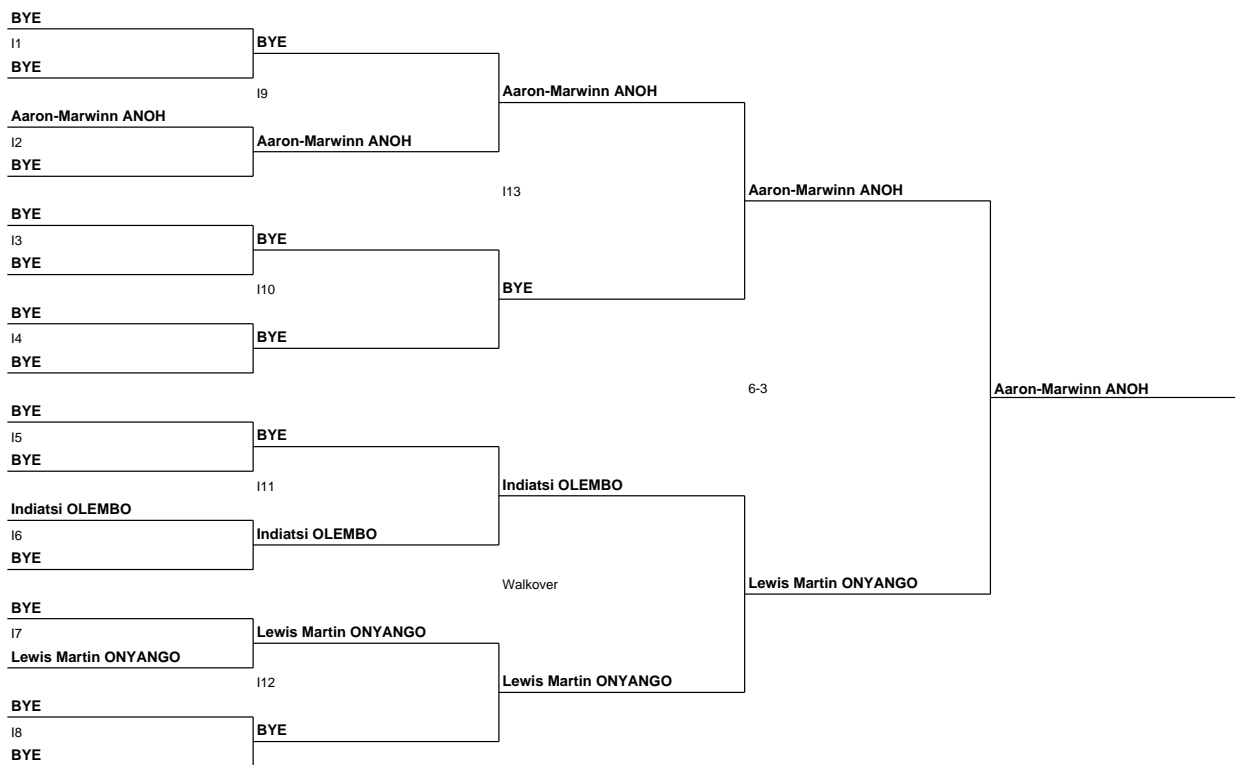 BYE
I1
BYE
BYE
I9
Aaron-Marwinn ANOH
Aaron-Marwinn ANOH
I2
Aaron-Marwinn ANOH
BYE
I13
Aaron-Marwinn ANOH
BYE
I3
BYE
BYE
I10
BYE
BYE
I4
BYE
BYE
6-3
Aaron-Marwinn ANOH
BYE
I5
BYE
BYE
I11
Indiatsi OLEMBO
Indiatsi OLEMBO
I6
Indiatsi OLEMBO
BYE
Walkover
Lewis Martin ONYANGO
BYE
I7
Lewis Martin ONYANGO
Lewis Martin ONYANGO
I12
Lewis Martin ONYANGO
BYE
I8
BYE
BYE